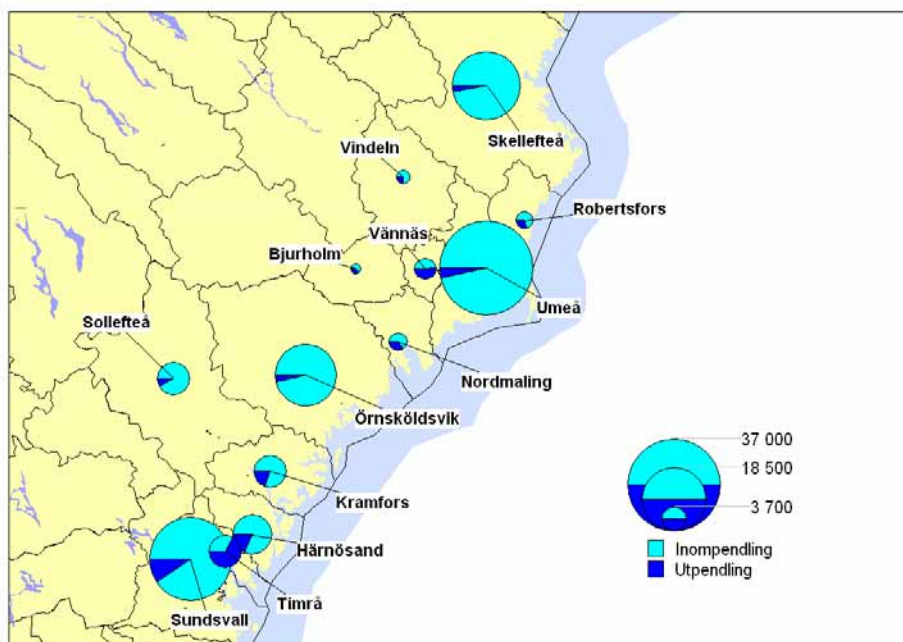 Skellefteå
Vindeln
Robertsfors
Vännäs
Bjurholm
Umeå
Sollefteå
Nordmaling
Örnsköldsvik
37 000
18 500
3 700
Kramfors
Härnösand
Inompendling
Utpendling
Timrå
Sundsvall